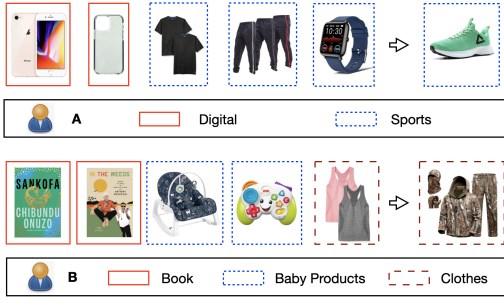 A
Digital
Sports
SANKOFA
CHIBUNDU
ONUZO
IN THE WEEDS
B
Book
Baby Products
Clothes